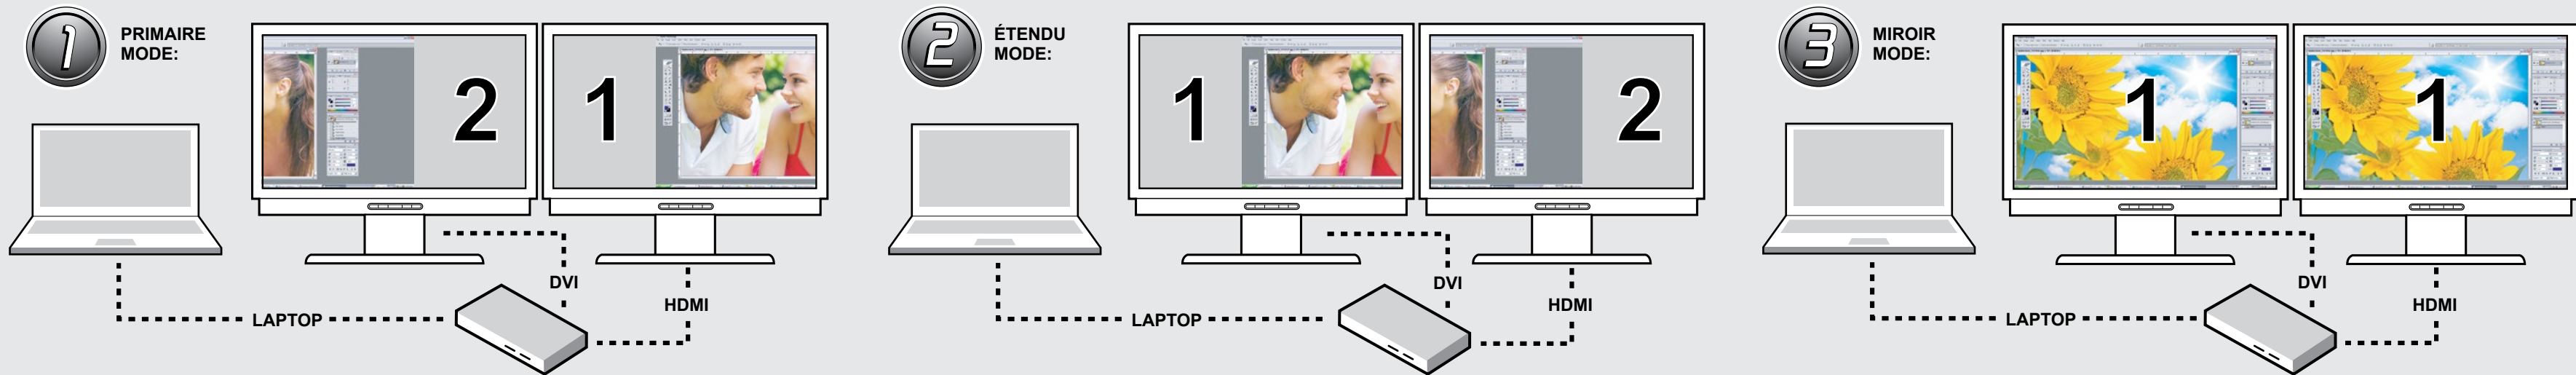 1
PRIMAIRE
MODE:
2
1
DVI
HDMI
LAPTOP
2
ÉTENDU
MODE:
1
2
DVI
HDMI
LAPTOP
3
MIROIR
MODE:
1
1
DVI
HDMI
LAPTOP